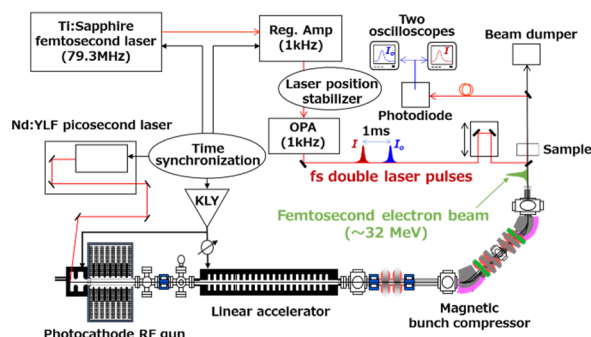 Ti:Sapphire
femtosecond laser
(79.3MHz)
Reg. Amp
(1kHz)
Two
oscilloscopes
Beam dumper
I₀
I
Laser position
stabilizer
Photodiode
Nd:YLF picosecond laser
OPA
(1kHz)
Time
synchronization
1ms
I
I₀
Sample
fs double laser pulses
KLY
Femtosecond electron beam
(~32 MeV)
Linear accelerator
Magnetic
bunch compressor
Photocathode RF gun